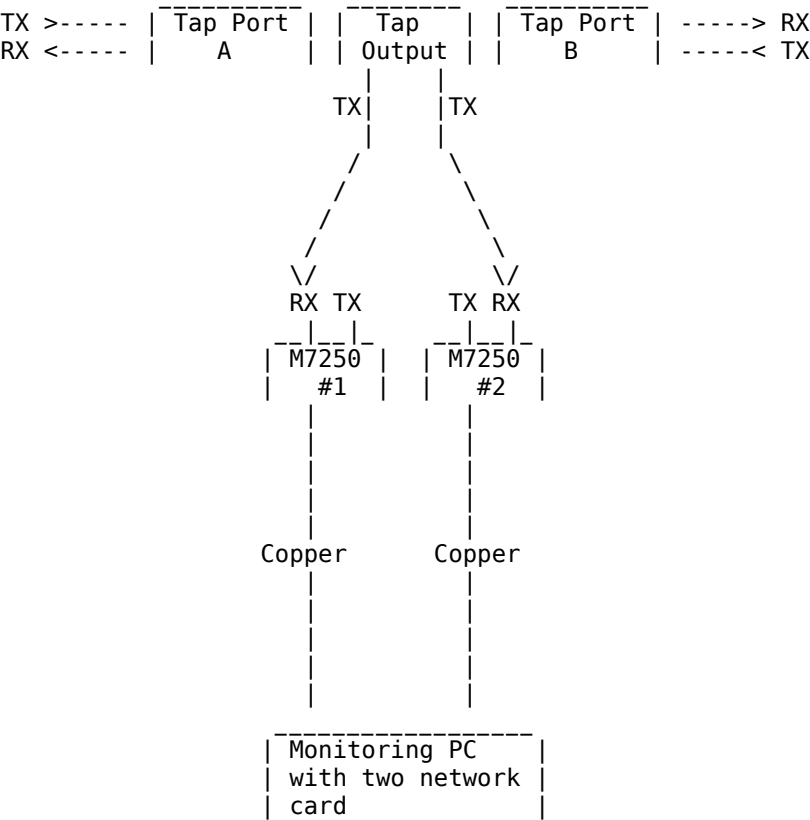 TX >----- | Tap Port | | Tap | | Tap Port | -----> RX
RX <----- | A | | Output | | B | -----< TX
TX| |TX
RX TX TX RX
| M7250 | | M7250 |
| #1 | | #2 |
Copper Copper
| Monitoring PC |
| with two network |
| card |